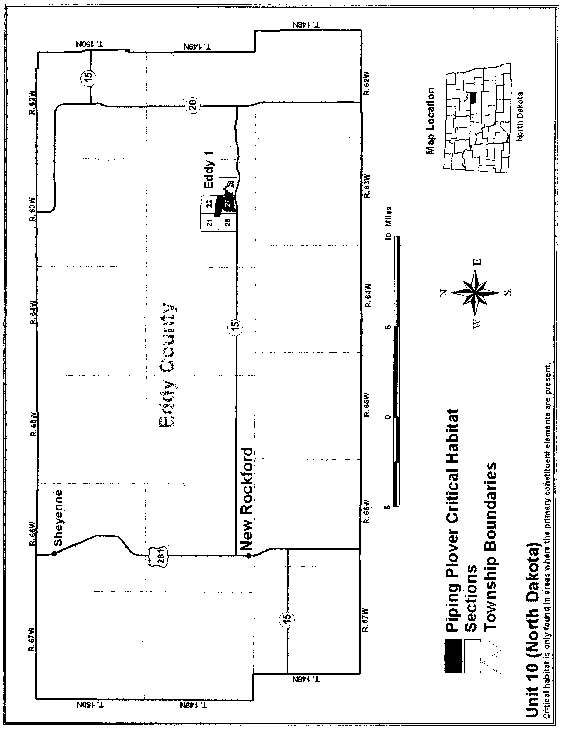 T. 150N
T. 149N
T. 148N
R. 62W
R. 62W
15
20
R. 63W
R. 63W
Eddy 1
22
21
28
R. 64W
R. 64W
Eddy County
15
R. 65W
R. 65W
Sheyenne
New Rockford
R. 66W
R. 66W
281
15
R. 67W
R. 67W
T. 150N
T. 149N
T. 148N
5 0 5 10 Miles
Map Location
North Dakota
N
E
S
W
Piping Plover Critical Habitat
Sections
Township Boundaries
Unit 10 (North Dakota)
Critical habitat is only found in areas where the primary constituent elements are present.